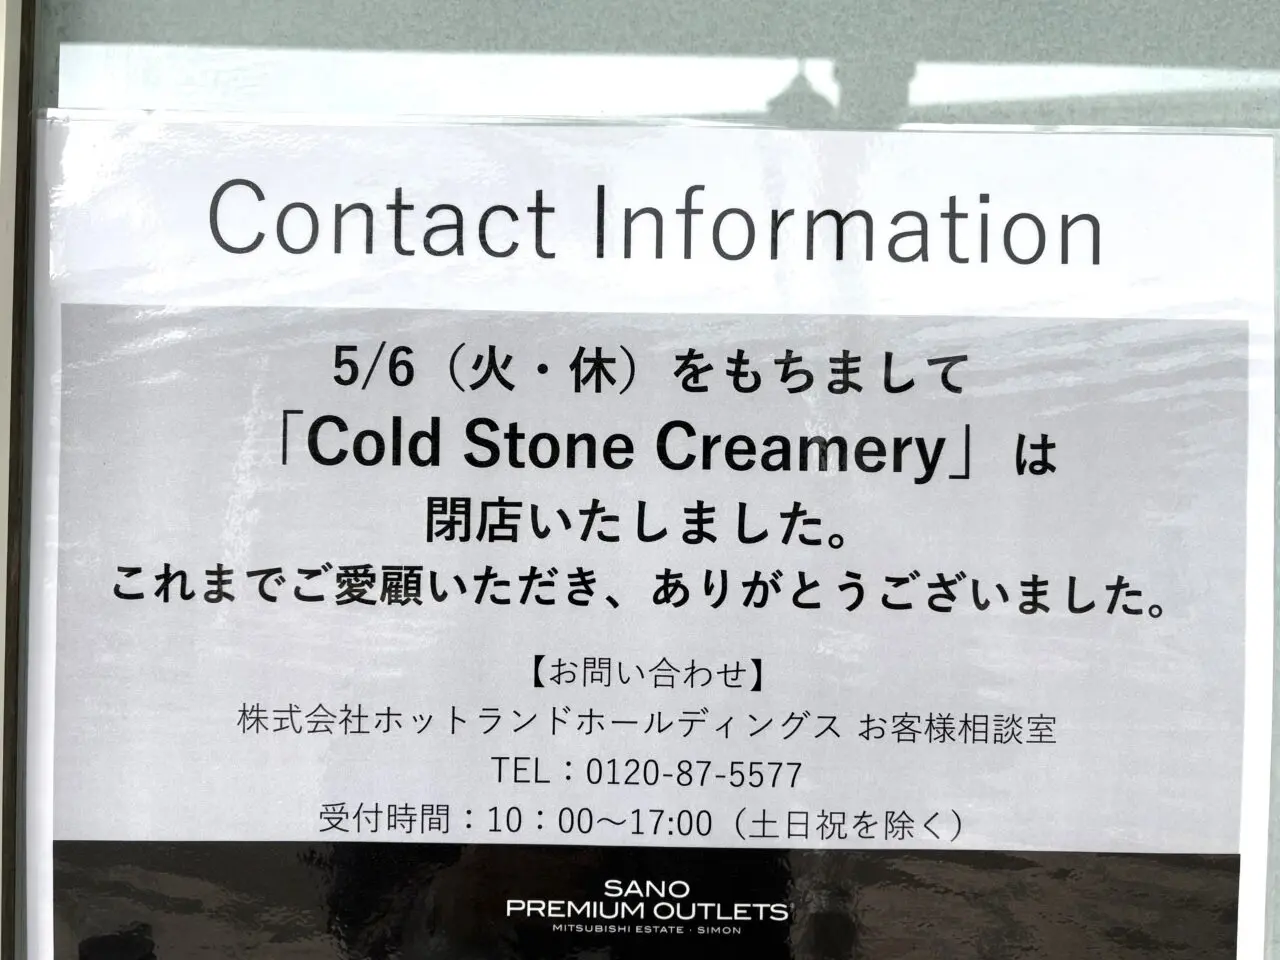 Contact Information
5/6（火・休）をもちまして
「Cold Stone Creamery」は
閉店いたしました。
これまでご愛顧いただき、ありがとうございました。
【お問い合わせ】
株式会社ホットランドホールディングス お客様相談室
TEL：0120-87-5577
受付時間：10：00～17:00（土日祝を除く）
SANO
PREMIUM OUTLETS
MITSUBISHI ESTATE · SIMON